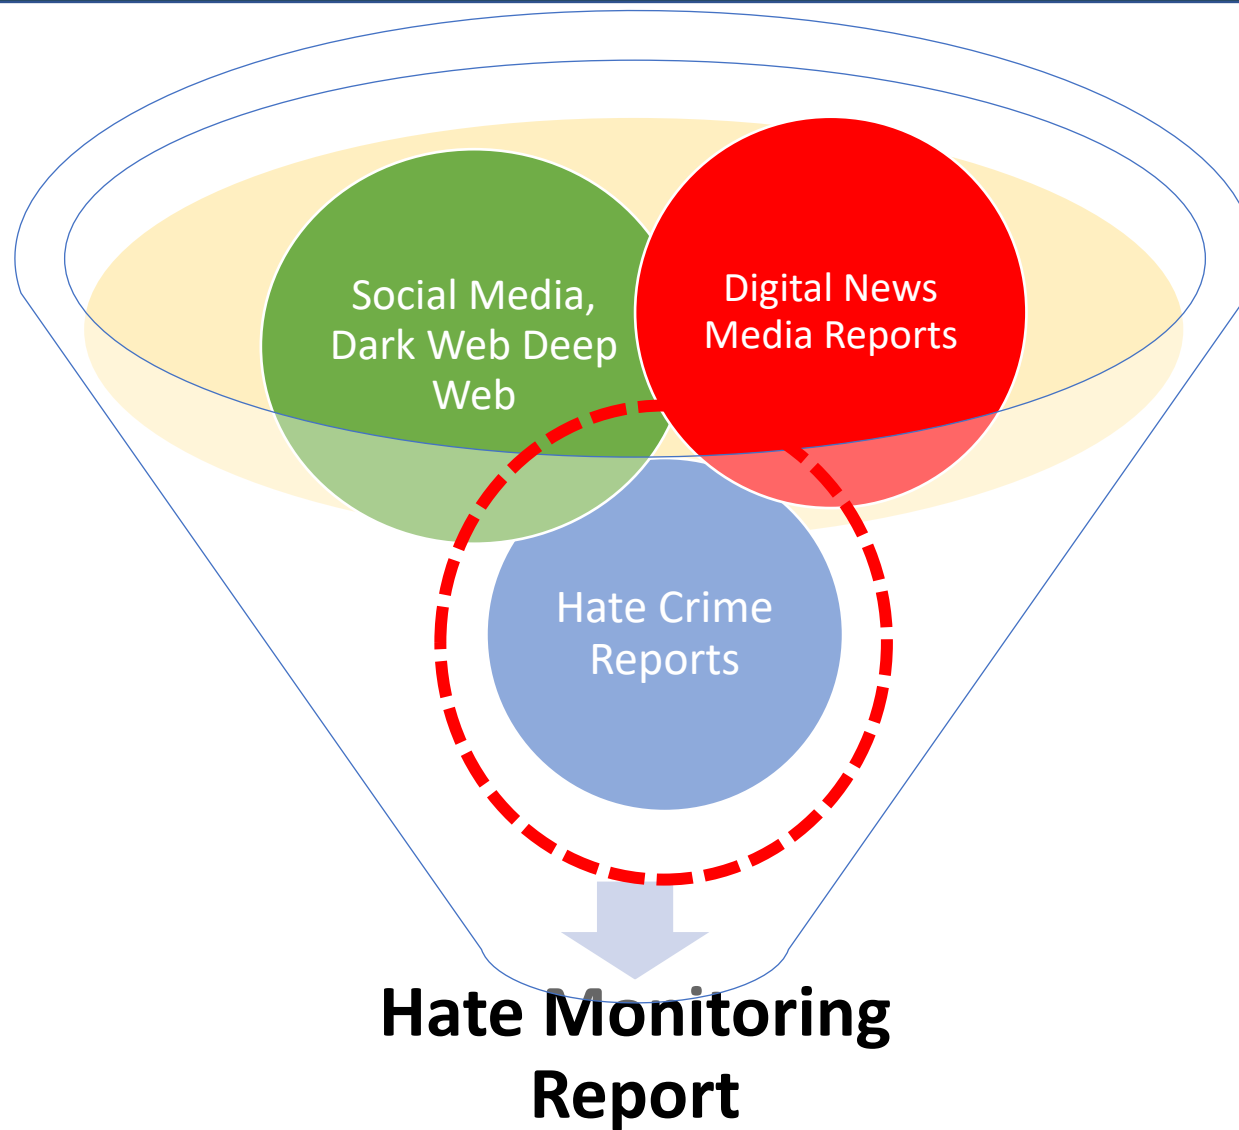 Social Media,
Dark Web Deep
Web
Digital News
Media Reports
Hate Crime
Reports
Hate Monitoring
Report